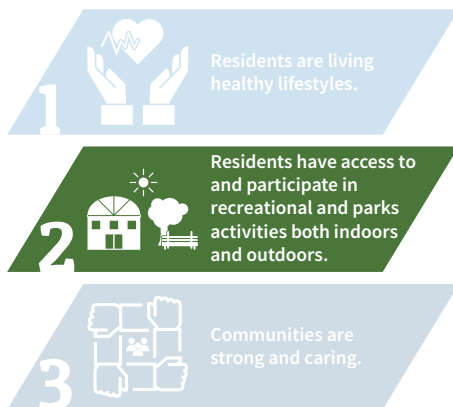 1
Residents are living
healthy lifestyles.
2
Residents have access to
and participate in
recreational and parks
activities both indoors
and outdoors.
3
Communities are
strong and caring.